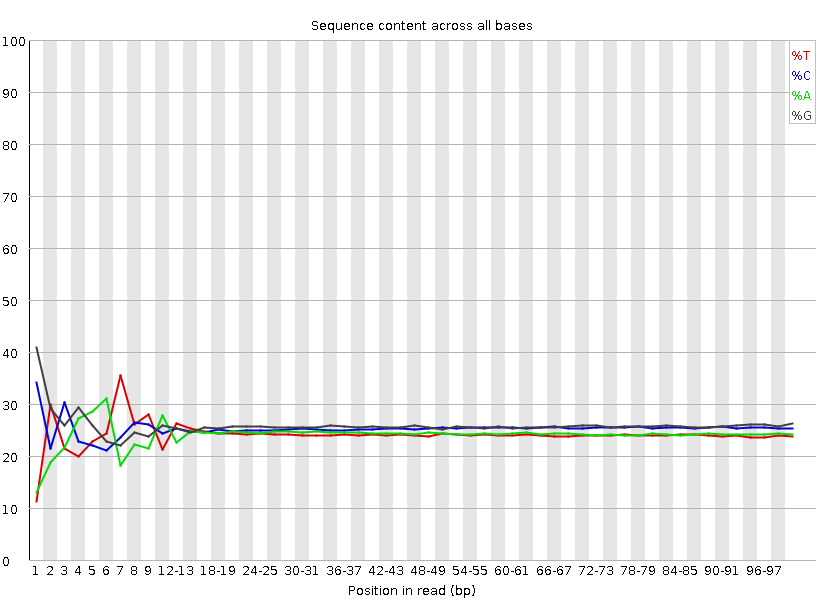 Sequence content across all bases
100
90
80
70
60
50
40
30
20
10
0
%T
%C
%A
%G
1 2 3 4 5 6 7 8 9 12-13 18-19 24-25 30-31 36-37 42-43 48-49 54-55 60-61 66-67 72-73 78-79 84-85 90-91 96-97
Position in read (bp)